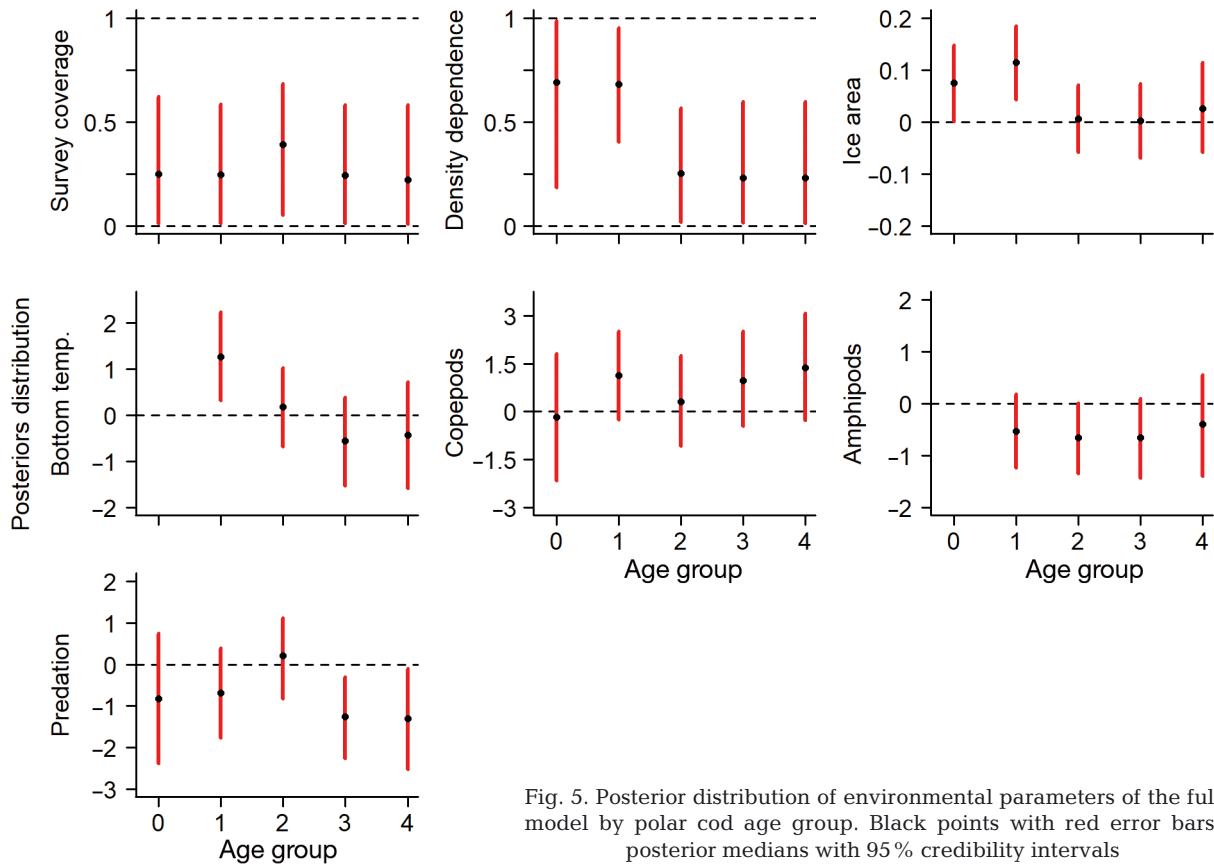 Survey coverage
1
0.5
0
Density dependence
1
0.5
0
Ice area
0.2
0.1
0
−0.1
−0.2
Posteriors distribution
Bottom temp.
2
1
0
−1
−2
Copepods
3
1.5
0
−1.5
−3
0 1 2 3 4
Age group
Amphipods
2
1
0
−1
−2
0 1 2 3 4
Age group
Predation
2
1
0
−1
−2
−3
0 1 2 3 4
Age group
Fig. 5. Posterior distribution of environmental parameters of the ful
model by polar cod age group. Black points with red error bars
posterior medians with 95% credibility intervals